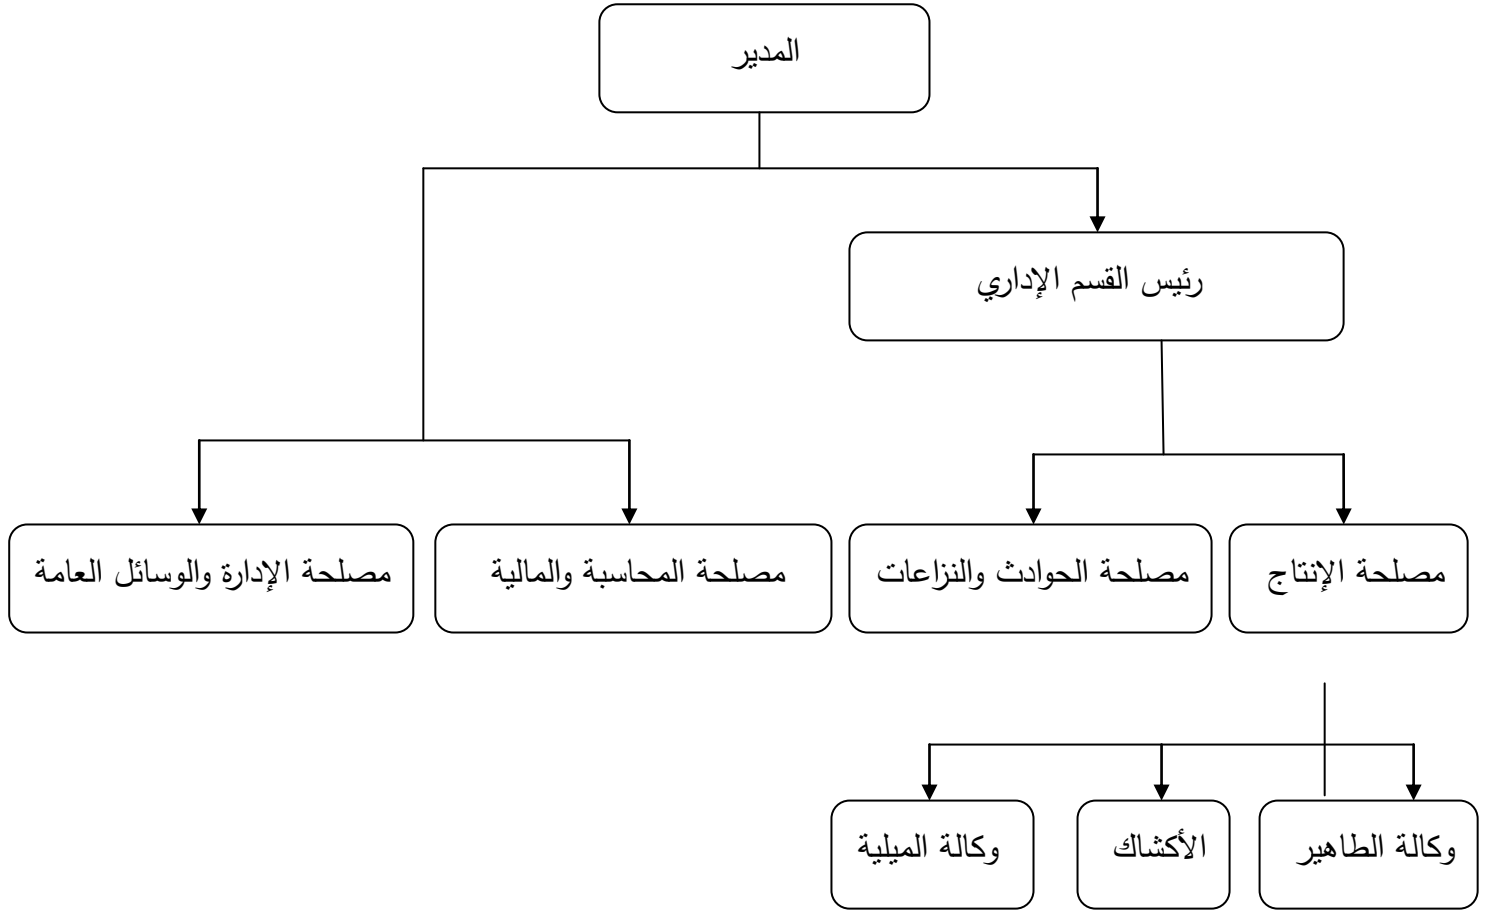 المدير
رئيس القسم الإداري
مصلحة الإنتاج
مصلحة الحوادث والنزاعات
مصلحة المحاسبة والمالية
مصلحة الإدارة والوسائل العامة
وكالة الطاهير
الأكشاك
وكالة الميلية